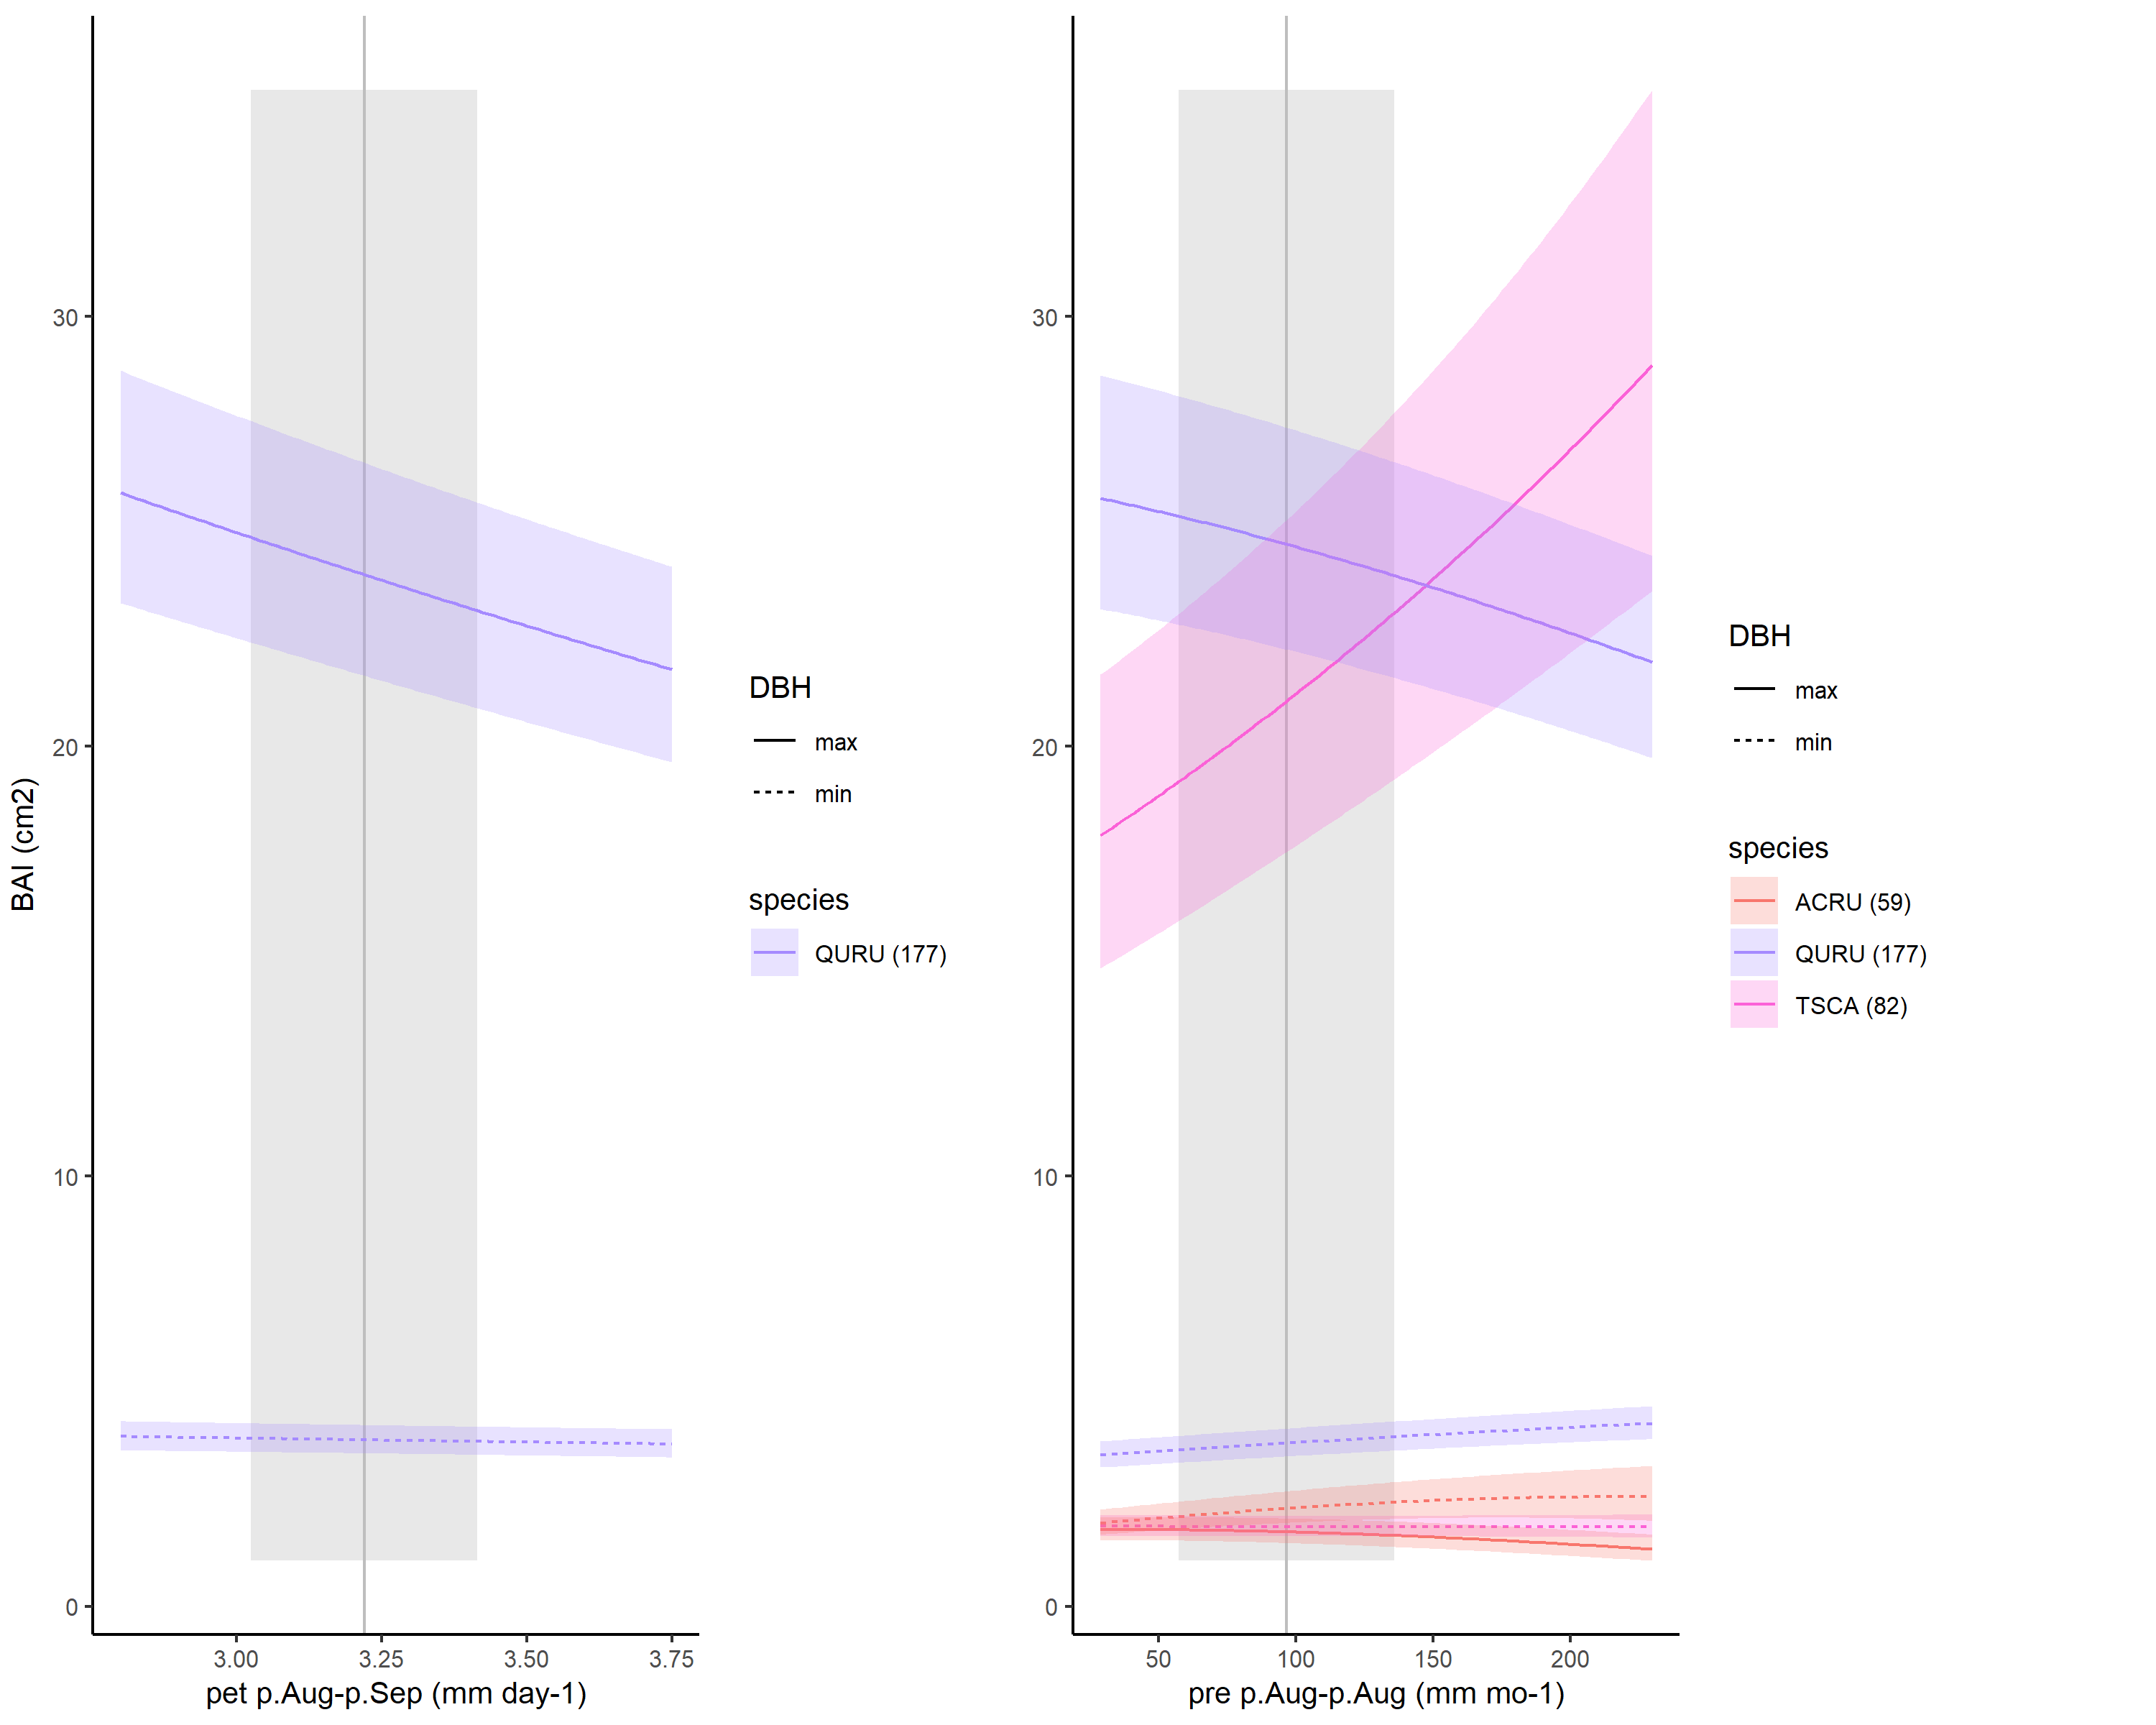 BAI (cm2)
30
20
10
0
3.00 3.25 3.50 3.75
pet p.Aug-p.Sep (mm day-1)
DBH
max
min
species
QURU (177)
30
20
10
0
50 100 150 200
pre p.Aug-p.Aug (mm mo-1)
DBH
max
min
species
ACRU (59)
QURU (177)
TSCA (82)